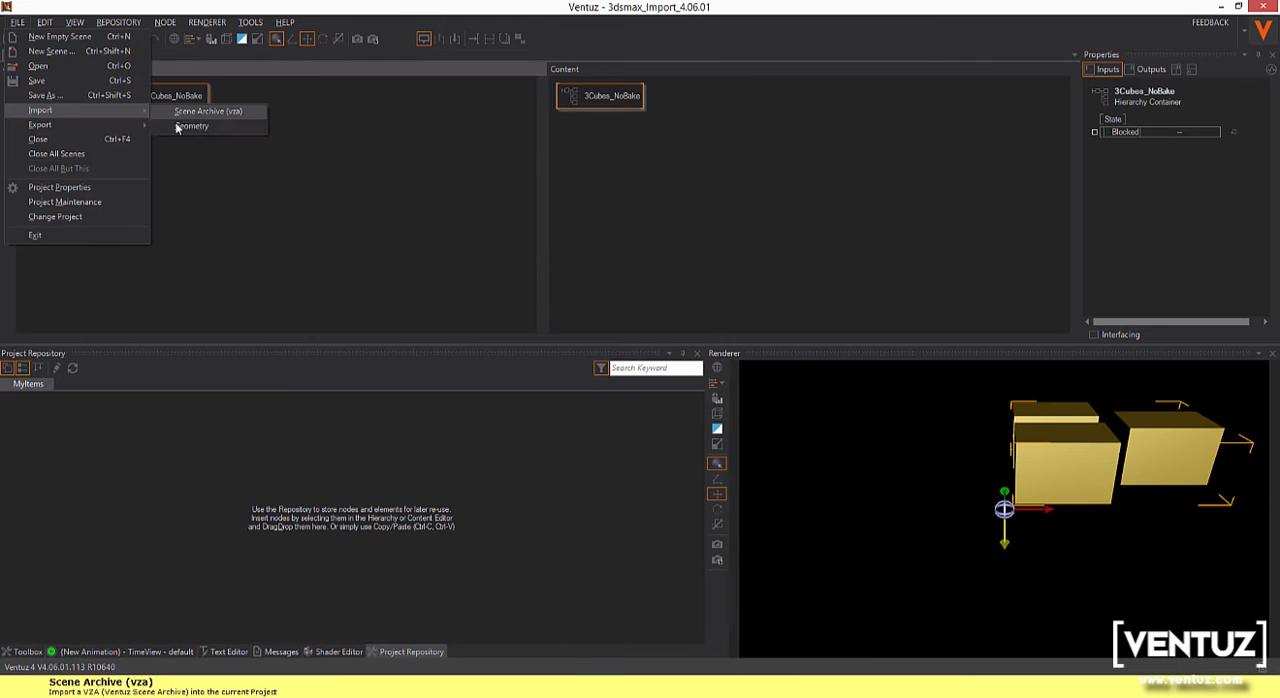 Ventuz - 3dsmax_Import_4.06.01
FILE EDIT VIEW REPOSITORY NODE RENDERER TOOLS HELP
FEEDBACK
New Empty Scene Ctrl+N
New Scene ... Ctrl+Shift+N
Open Ctrl+O
Save Ctrl+S
Save As ... Ctrl+Shift+S
Import
Export
Close Ctrl+F4
Close All Scenes
Close All But This
Project Properties
Project Maintenance
Change Project
Exit
Scene Archive (vza)
Geometry
Cubes_NoBake
Content
3Cubes_NoBake
Properties
Inputs Outputs
3Cubes_NoBake
Hierarchy Container
State
Blocked --
Interfacing
Project Repository
Search Keyword
MyItems
Use the Repository to store nodes and elements for later re-use.
Insert nodes by selecting them in the Hierarchy or Content Editor
and Drag&Drop them here. Or simply use Copy/Paste (Ctrl-C, Ctrl-V)
Renderer
[VENTUZ]
www.ventuz.com
Toolbox (New Animation) - TimeView - default Text Editor Messages Shader Editor Project Repository
Ventuz 4 V4.06.01.113 R10640
Scene Archive (vza)
Import a VZA (Ventuz Scene Archive) into the current Project